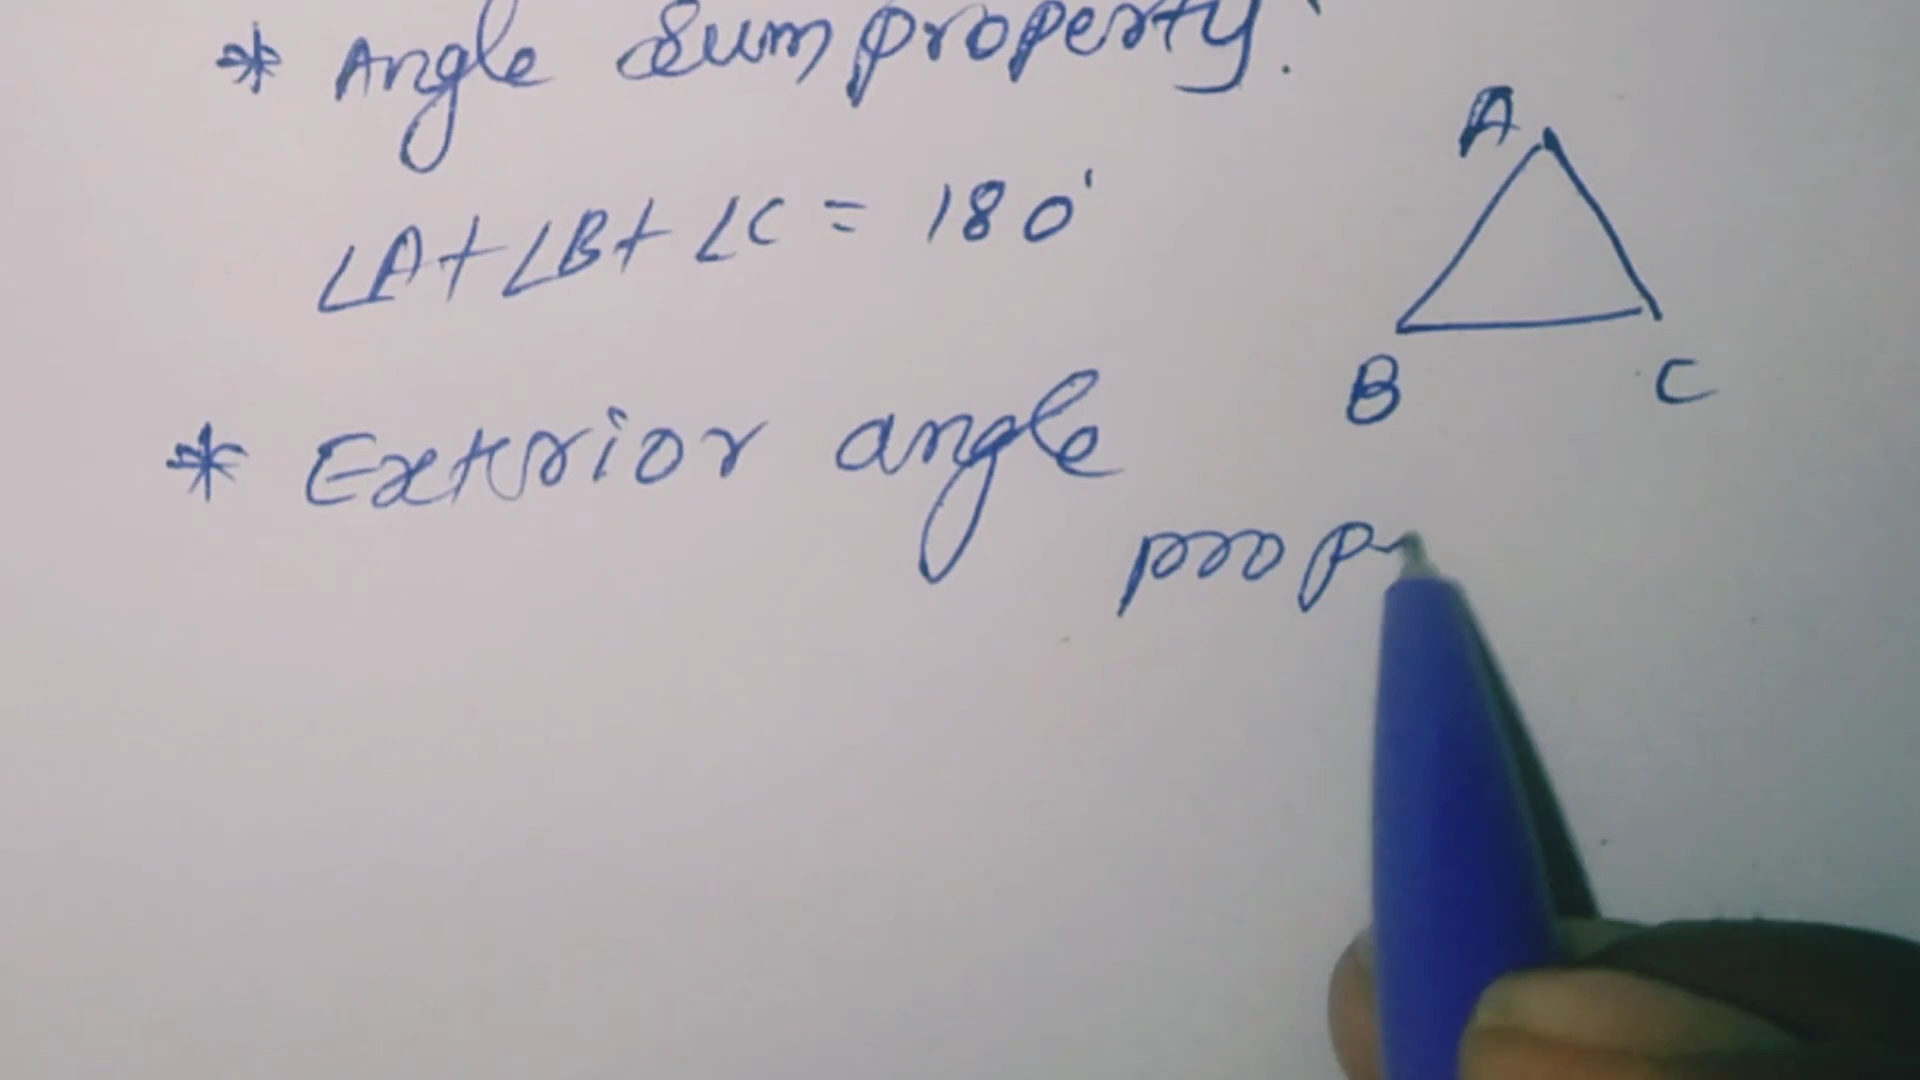 * Angle Sum property:
A
∠A+∠B+∠C = 180°
B C
* Exterior angle
prop